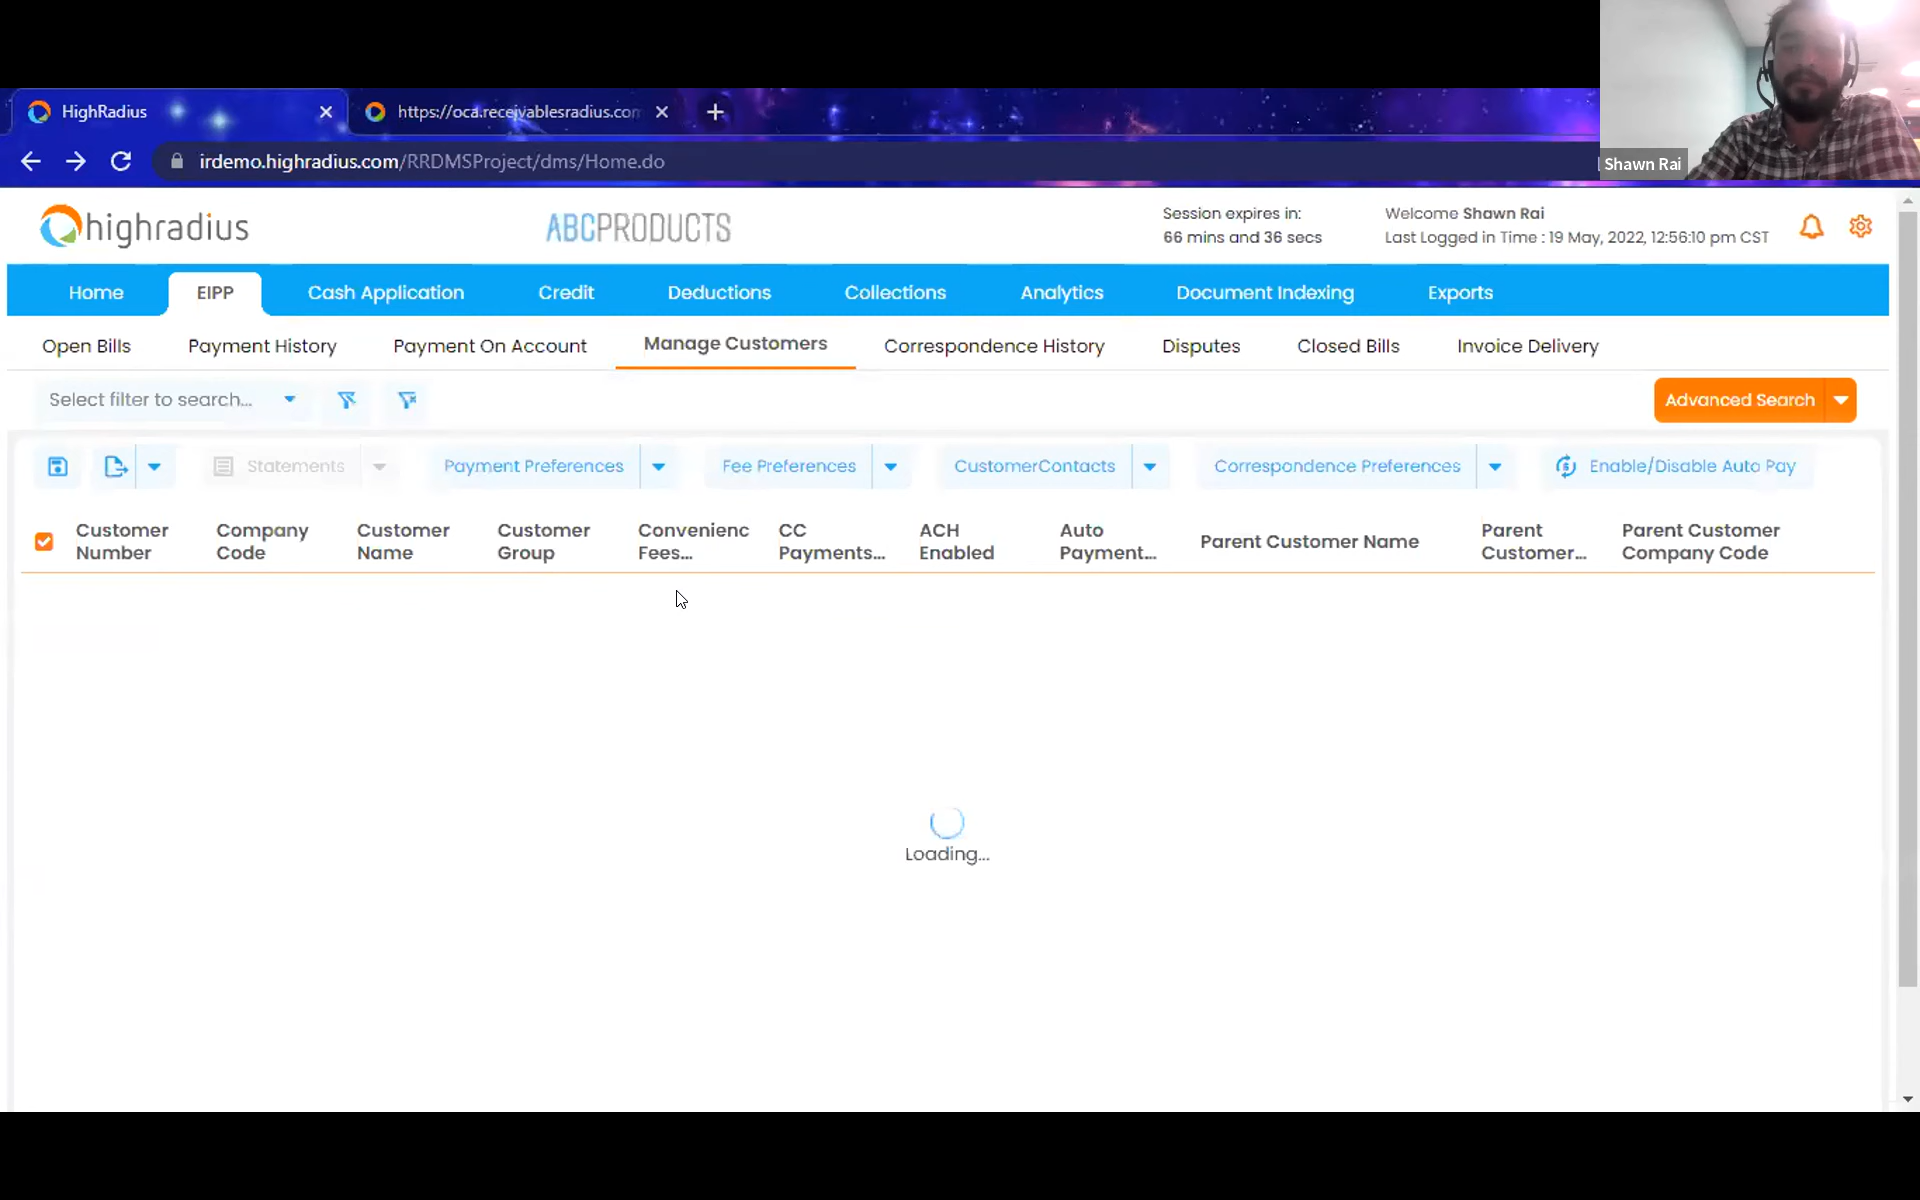 HighRadius
https://oca.receivablesradius.com
irdemo.highradius.com/RRDMSProject/dms/Home.do
Shawn Rai
highradius
ABCPRODUCTS
Session expires in:
66 mins and 36 secs
Welcome Shawn Rai
Last Logged in Time : 19 May, 2022, 12:56:10 pm CST
Home EIPP Cash Application Credit Deductions Collections Analytics Document Indexing Exports
Open Bills Payment History Payment On Account Manage Customers Correspondence History Disputes Closed Bills Invoice Delivery
Select filter to search... Advanced Search
Statements Payment Preferences Fee Preferences CustomerContacts Correspondence Preferences Enable/Disable Auto Pay
Customer Number
Company Code
Customer Name
Customer Group
Convenienc Fees...
CC Payments...
ACH Enabled
Auto Payment...
Parent Customer Name
Parent Customer...
Parent Customer Company Code
Loading...